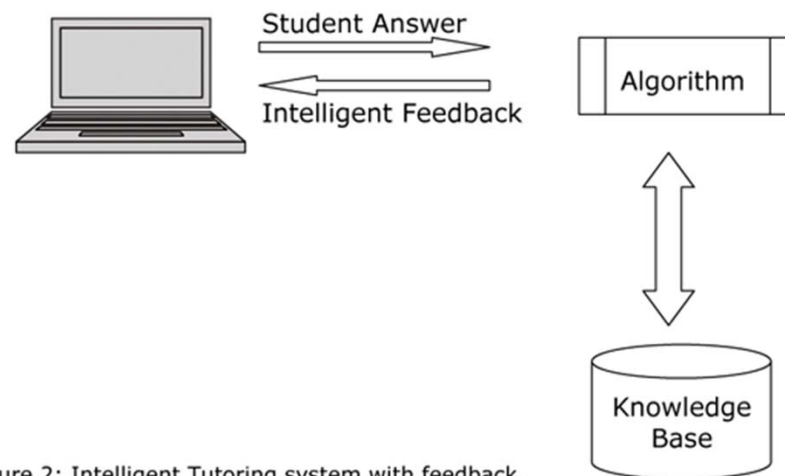 Student Answer
Intelligent Feedback
Algorithm
Knowledge
Base
ure 2: Intelligent Tutoring system with feedback